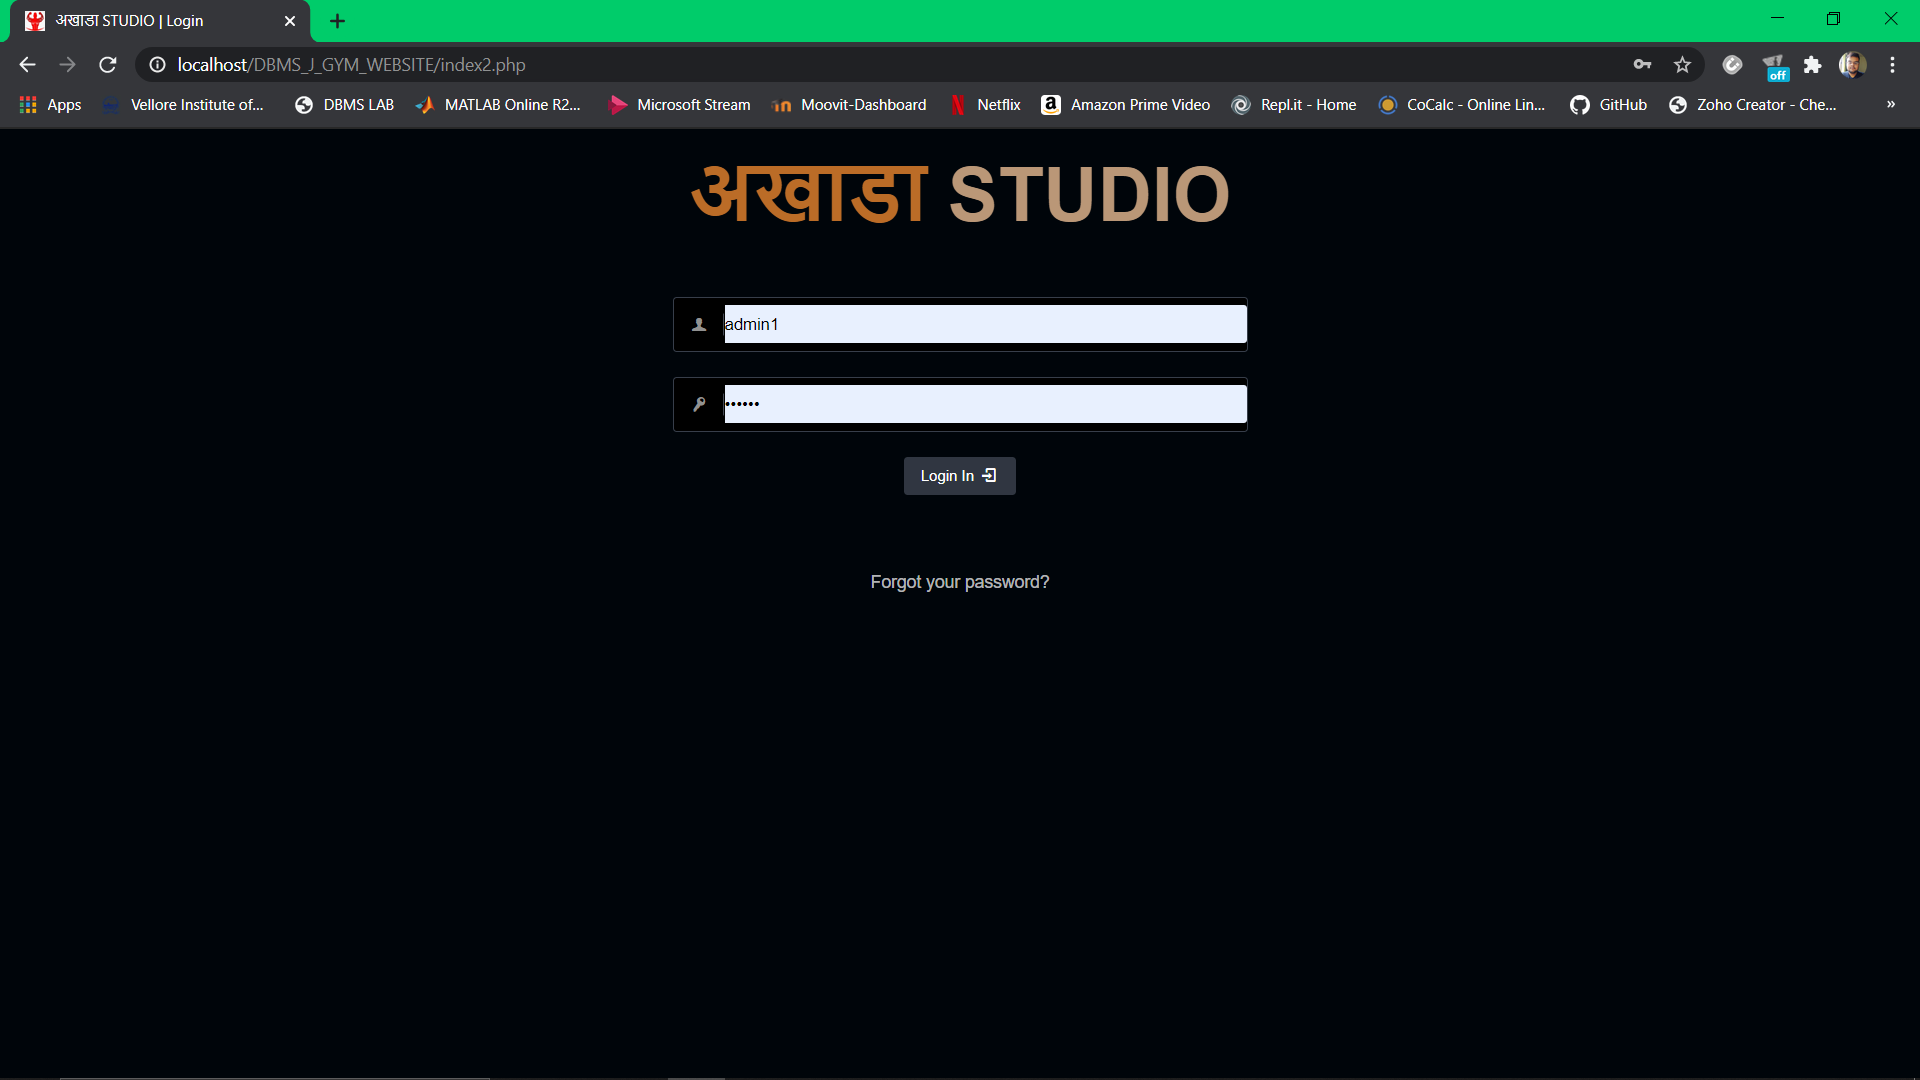 अखाडा STUDIO | Login
localhost/DBMS_J_GYM_WEBSITE/index2.php
off
Apps Vellore Institute of... DBMS LAB MATLAB Online R2... Microsoft Stream Moovit-Dashboard Netflix Amazon Prime Video Repl.it - Home CoCalc - Online Lin... GitHub Zoho Creator - Che... »
अखाडा STUDIO
admin1
••••••
Login In
Forgot your password?